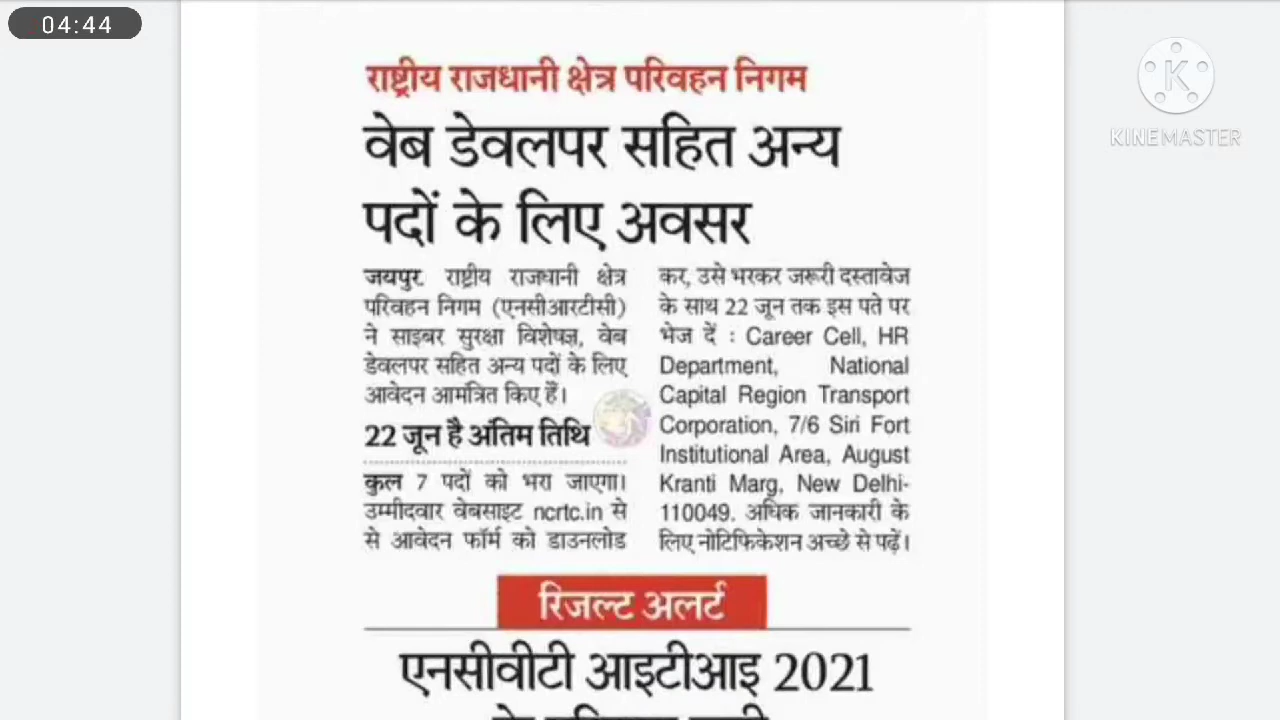 04:44
K
KINEMASTER
राष्ट्रीय राजधानी क्षेत्र परिवहन निगम
वेब डेवलपर सहित अन्य
पदों के लिए अवसर
जयपुर. राष्ट्रीय राजधानी क्षेत्र
परिवहन निगम (एनसीआरटीसी)
ने साइबर सुरक्षा विशेषज्ञ, वेब
डेवलपर सहित अन्य पदों के लिए
आवेदन आमंत्रित किए हैं।
22 जून है अंतिम तिथि
कुल 7 पदों को भरा जाएगा।
उम्मीदवार वेबसाइट ncrtc.in से
से आवेदन फॉर्म को डाउनलोड
कर, उसे भरकर जरूरी दस्तावेज
के साथ 22 जून तक इस पते पर
भेज दें : Career Cell, HR
Department, National
Capital Region Transport
Corporation, 7/6 Siri Fort
Institutional Area, August
Kranti Marg, New Delhi-
110049. अधिक जानकारी के
लिए नोटिफिकेशन अच्छे से पढ़ें।
रिजल्ट अलर्ट
एनसीवीटी आइटीआइ 2021